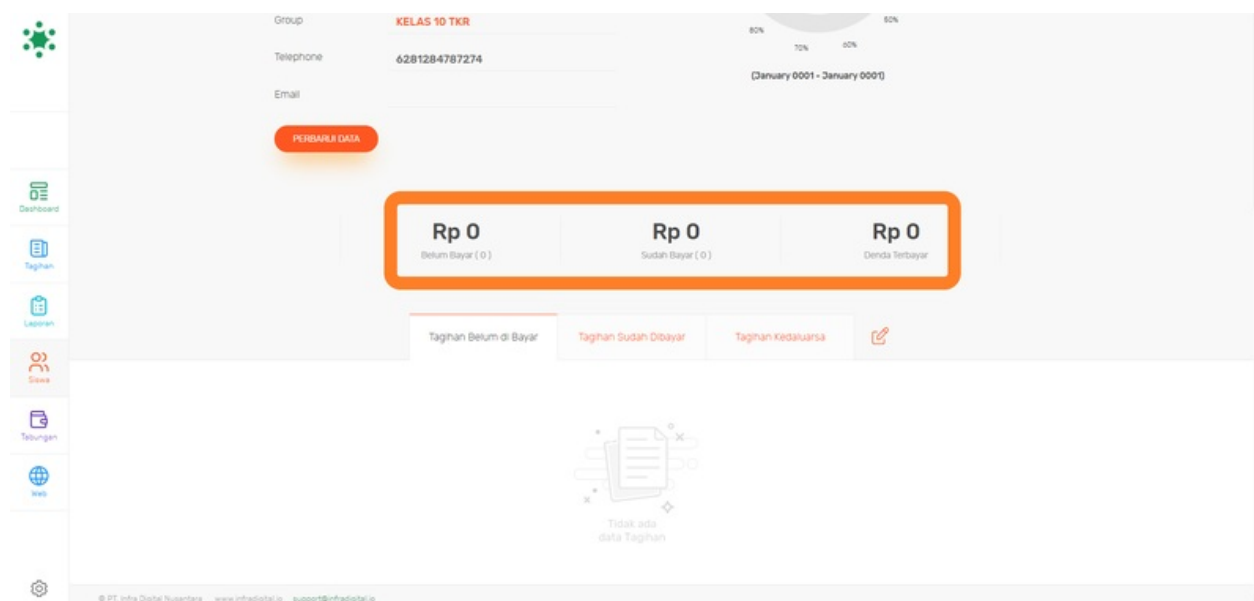 Group
KELAS 10 TKR
Telephone
6281284787274
Email
PERBARUI DATA
80%
70%
60%
50%
(January 0001 - January 0001)
Dashboard
Tagihan
Laporan
Siswa
Tabungan
Web
Rp 0
Belum Bayar ( 0 )
Rp 0
Sudah Bayar ( 0 )
Rp 0
Denda Terbayar
Tagihan Belum di Bayar
Tagihan Sudah Dibayar
Tagihan Kedaluarsa
Tidak ada
data Tagihan
© PT. Infra Digital Nusantara www.infradigital.io support@infradigital.io